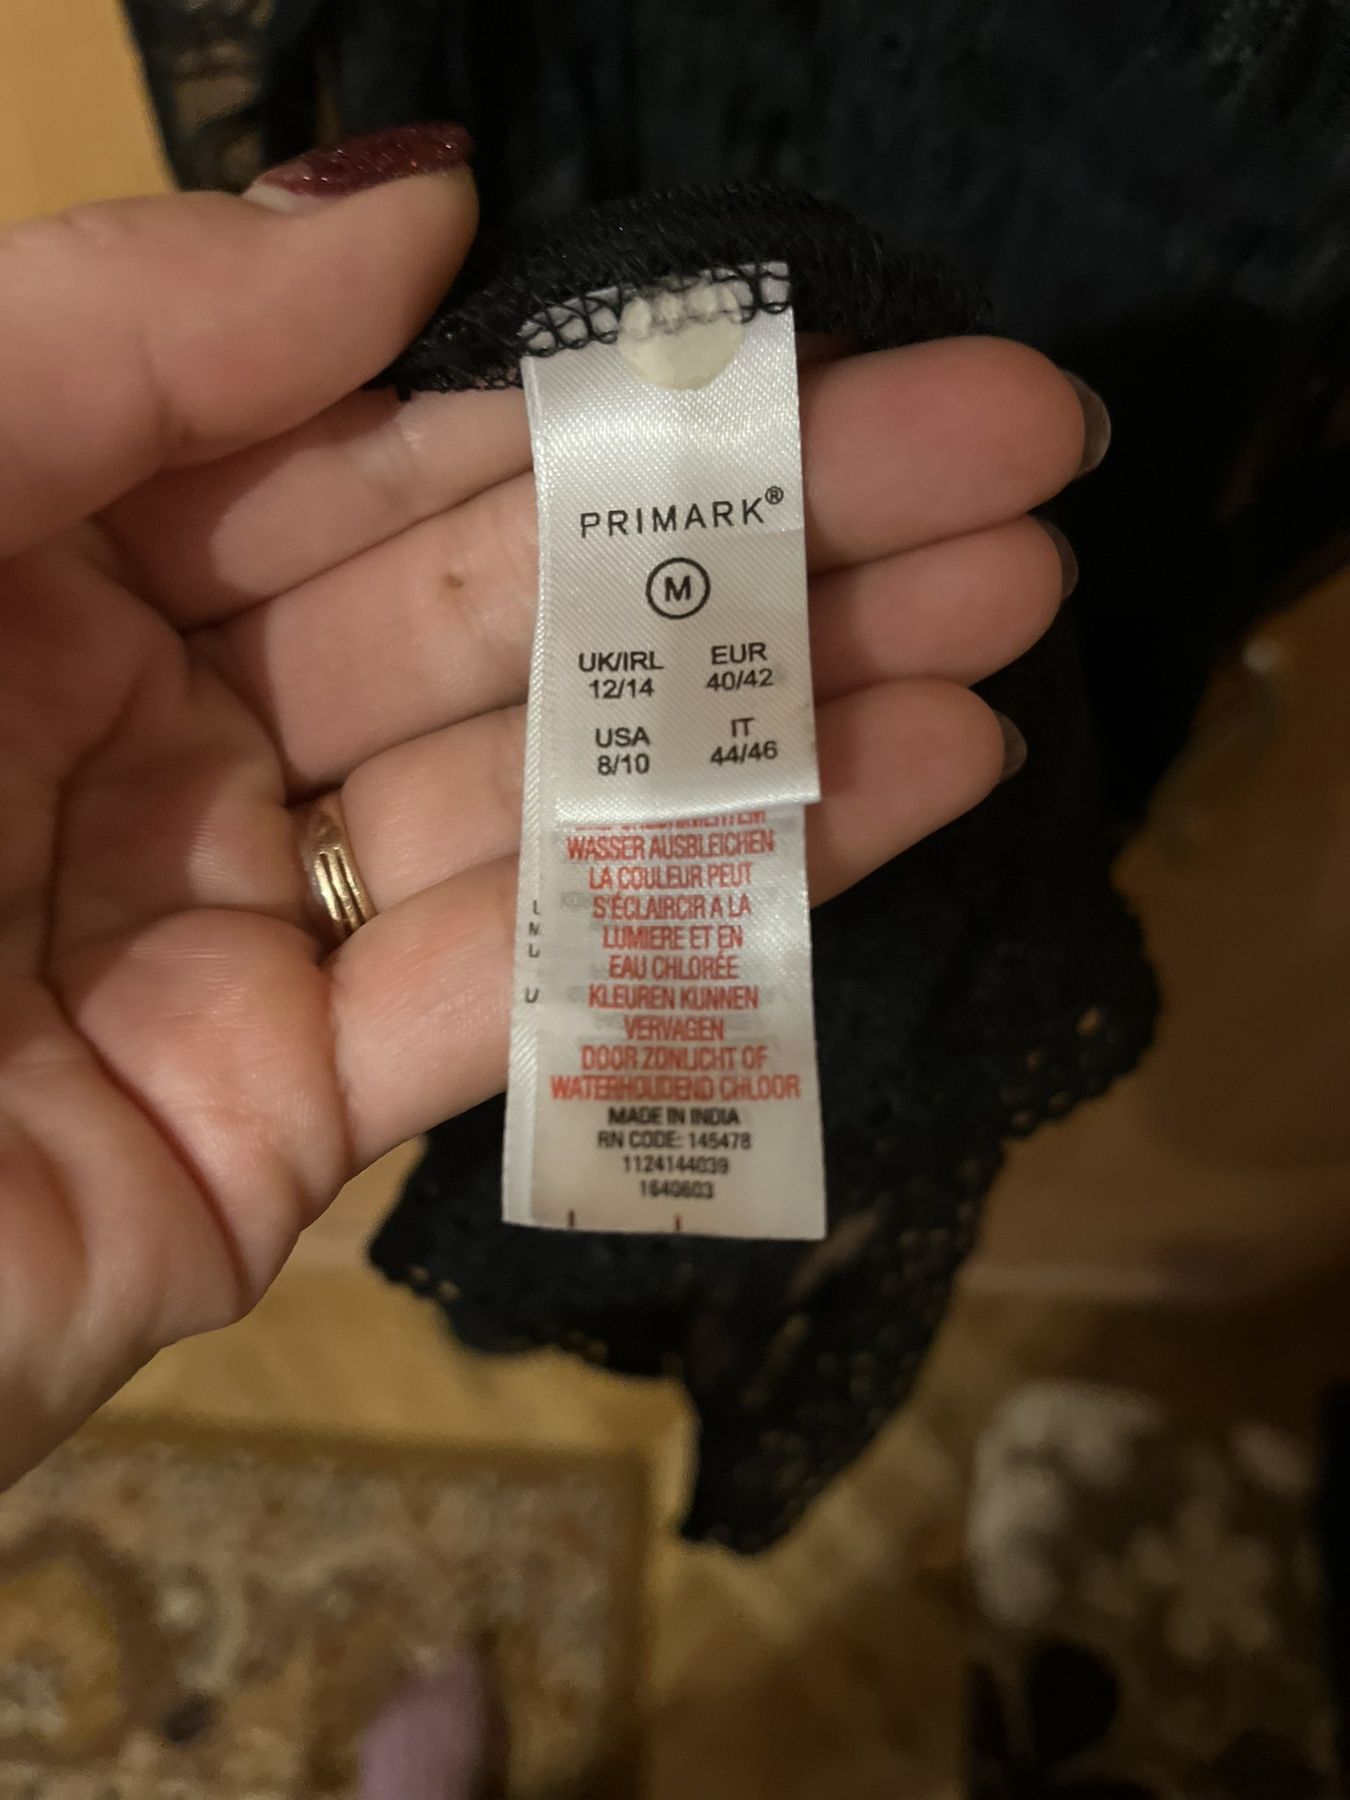 PRIMARK®
M
UK/IRL EUR
12/14 40/42
USA IT
8/10 44/46
WASSER AUSBLEICHEN
LA COULEUR PEUT
S'ÉCLAIRCIR A LA
LUMIERE ET EN
EAU CHLORÉE
KLEUREN KUNNEN
VERVAGEN
DOOR ZONLICHT OF
WATERHOUDEND CHLOOR
MADE IN INDIA
RN CODE: 145478
1124144039
1640603